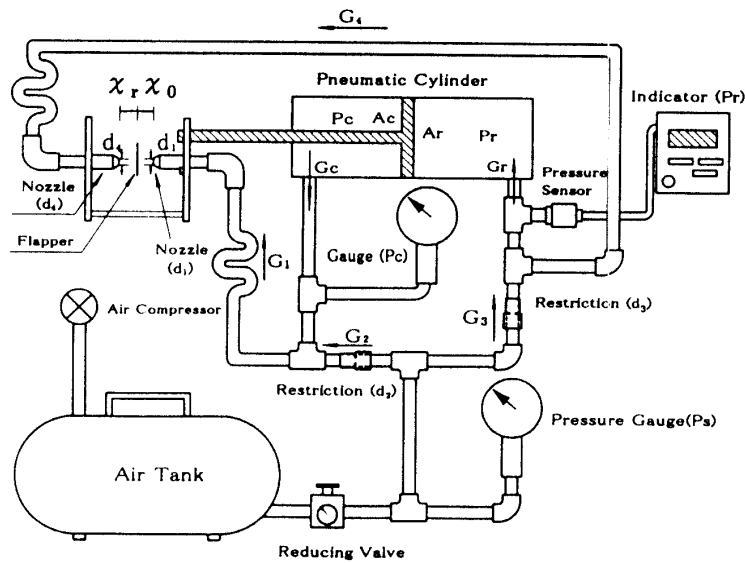 G₄
Pneumatic Cylinder
χr χ0
Indicator (Pr)
Pc
Ac
Ar
Pr
d₄
d₁
Gc
Gr
Pressure
Sensor
Nozzle
(d₄)
Flapper
Nozzle
(d₁)
G₁
Gauge (Pc)
Restriction (d₃)
G₃
Air Compressor
G₂
Restriction (d₂)
Pressure Gauge(Ps)
Air Tank
Reducing Valve